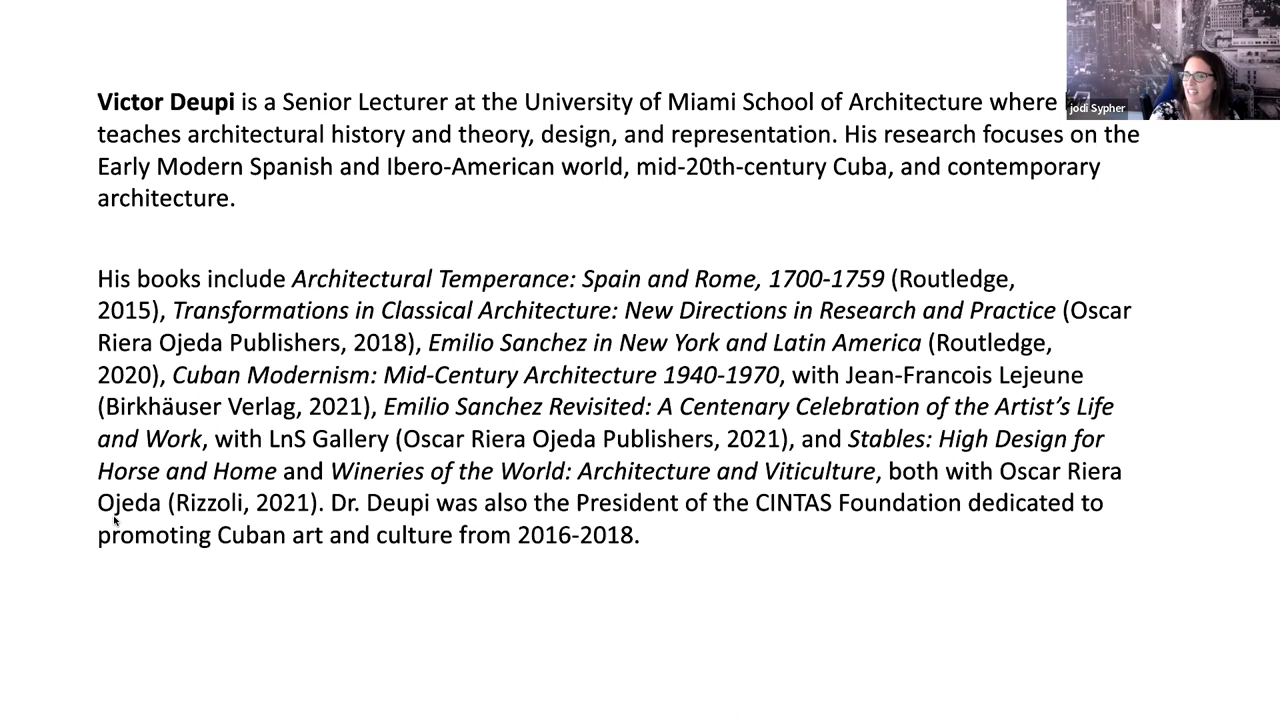 Victor Deupi is a Senior Lecturer at the University of Miami School of Architecture where
teaches architectural history and theory, design, and representation. His research focuses on the
Early Modern Spanish and Ibero-American world, mid-20th-century Cuba, and contemporary
architecture.
His books include Architectural Temperance: Spain and Rome, 1700-1759 (Routledge,
2015), Transformations in Classical Architecture: New Directions in Research and Practice (Oscar
Riera Ojeda Publishers, 2018), Emilio Sanchez in New York and Latin America (Routledge,
2020), Cuban Modernism: Mid-Century Architecture 1940-1970, with Jean-Francois Lejeune
(Birkhäuser Verlag, 2021), Emilio Sanchez Revisited: A Centenary Celebration of the Artist’s Life
and Work, with LnS Gallery (Oscar Riera Ojeda Publishers, 2021), and Stables: High Design for
Horse and Home and Wineries of the World: Architecture and Viticulture, both with Oscar Riera
Ojeda (Rizzoli, 2021). Dr. Deupi was also the President of the CINTAS Foundation dedicated to
promoting Cuban art and culture from 2016-2018.
jodi Sypher